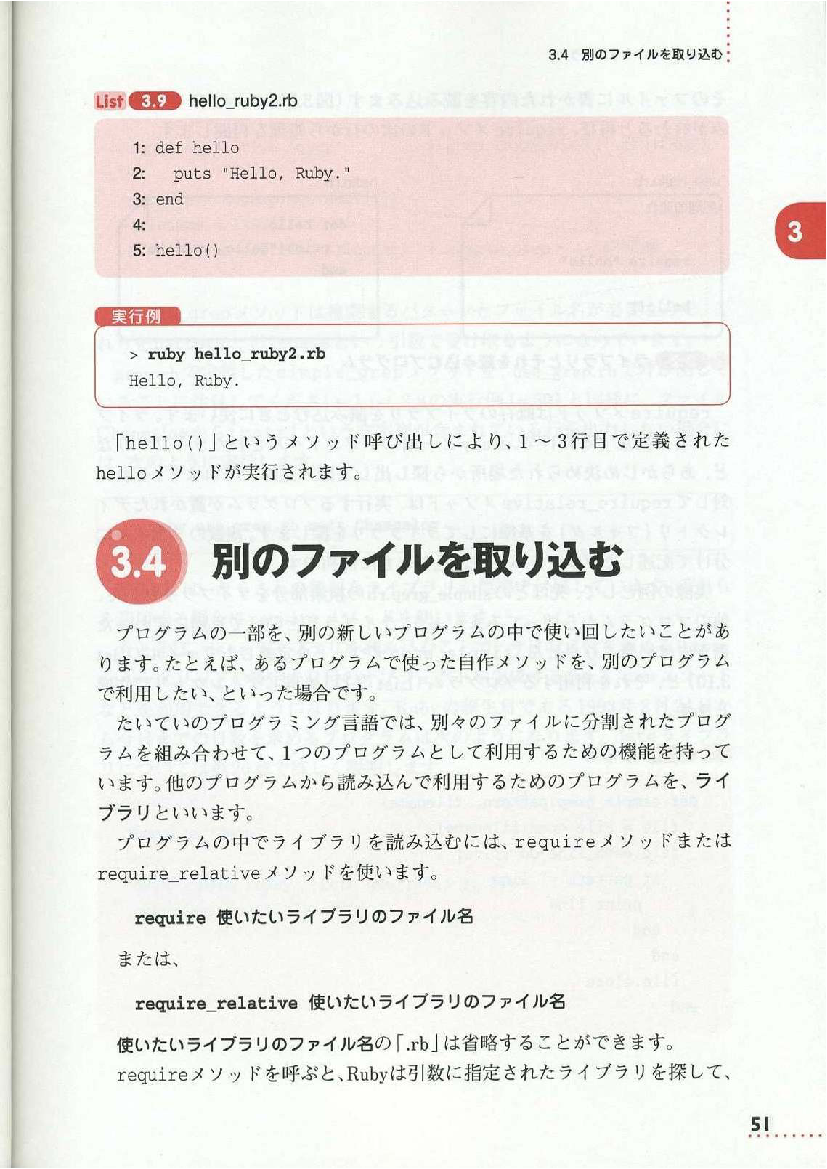 3.4 別のファイルを取り込む
List 3.9 hello_ruby2.rb
1: def hello
2:   puts "Hello, Ruby."
3: end
4:
5: hello()
3
実行例
> ruby hello_ruby2.rb
Hello, Ruby.
「hello()」というメソッド呼び出しにより、1～3行目で定義された
helloメソッドが実行されます。
3.4 別のファイルを取り込む
プログラムの一部を、別の新しいプログラムの中で使い回したいことがあ
ります。たとえば、あるプログラムで使った自作メソッドを、別のプログラム
で利用したい、といった場合です。
たいていのプログラミング言語では、別々のファイルに分割されたプログ
ラムを組み合わせて、1つのプログラムとして利用するための機能を持って
います。他のプログラムから読み込んで利用するためのプログラムを、ライ
ブラリといいます。
プログラムの中でライブラリを読み込むには、requireメソッドまたは
require_relativeメソッドを使います。
require 使いたいライブラリのファイル名
または、
require_relative 使いたいライブラリのファイル名
使いたいライブラリのファイル名の「.rb」は省略することができます。
requireメソッドを呼ぶと、Rubyは引数に指定されたライブラリを探して、
51